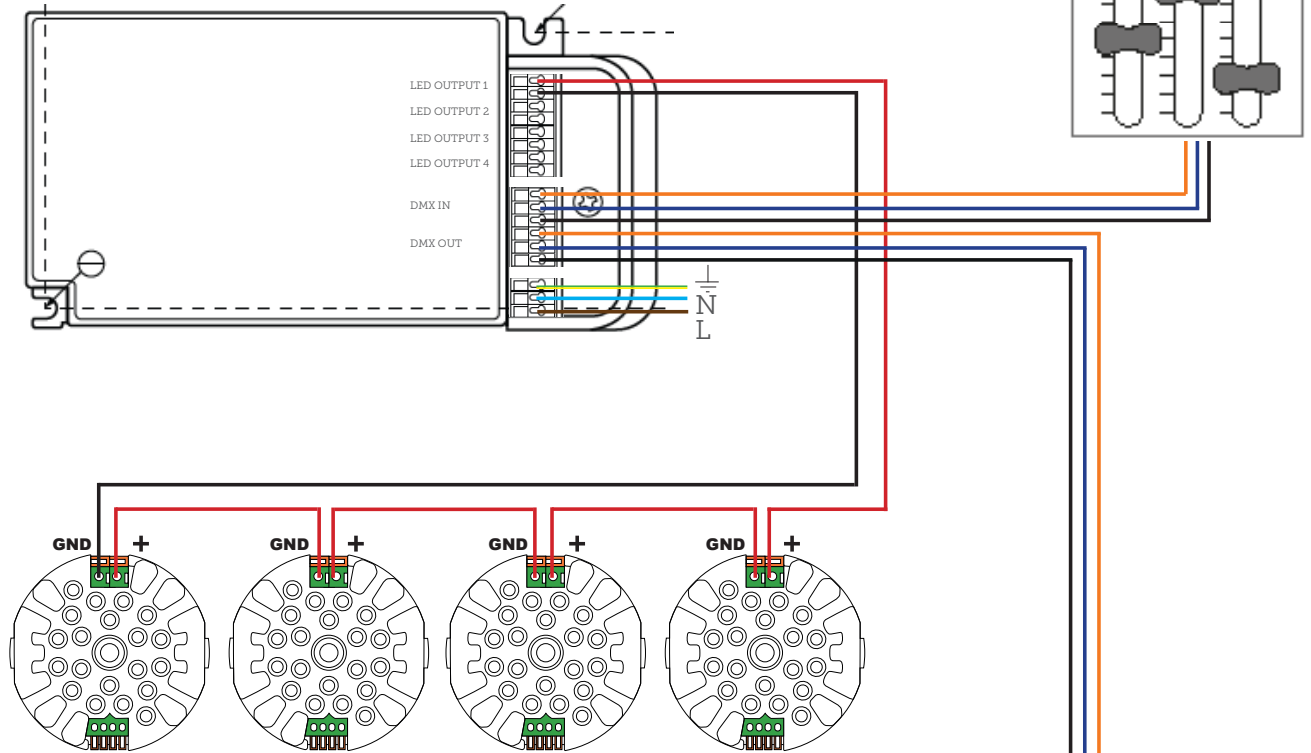 LED OUTPUT 1
LED OUTPUT 2
LED OUTPUT 3
LED OUTPUT 4
DMX IN
DMX OUT
N
L
GND +
GND +
GND +
GND +